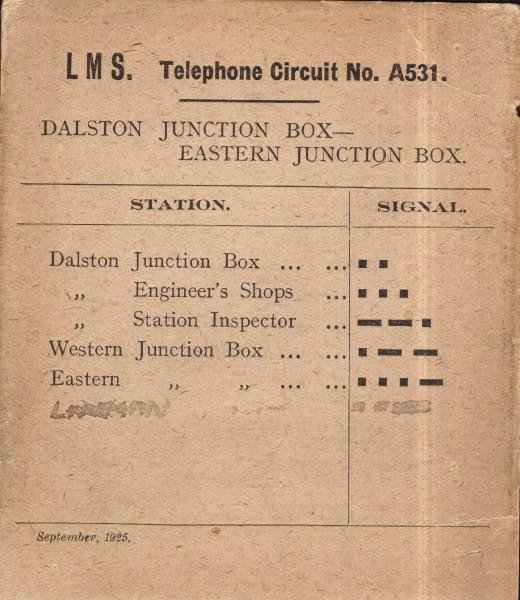 LMS. Telephone Circuit No. A531.
DALSTON JUNCTION BOX—
EASTERN JUNCTION BOX.
STATION. SIGNAL.
Dalston Junction Box ... ... ▪ ▪
„ Engineer's Shops ... ▪ ▪ ▪
„ Station Inspector ... — — ▪
Western Junction Box ... ... ▪ — —
Eastern „ „ ... ... ▪ ▪ ▪ —
September, 1925.